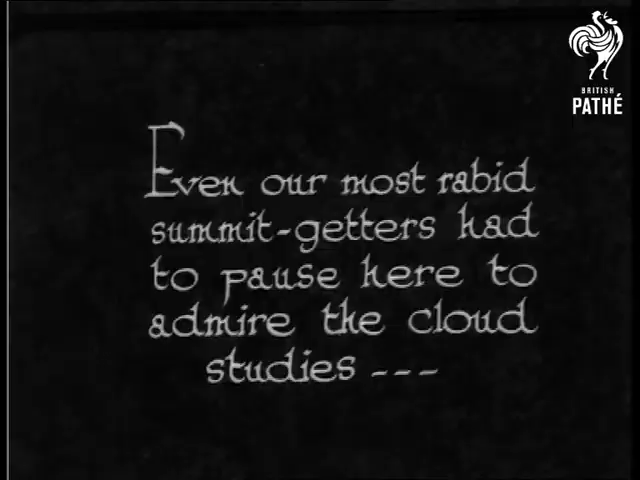 BRITISH
PATHÉ
Even our most rabid
summit-getters had
to pause here to
admire the cloud
studies ---